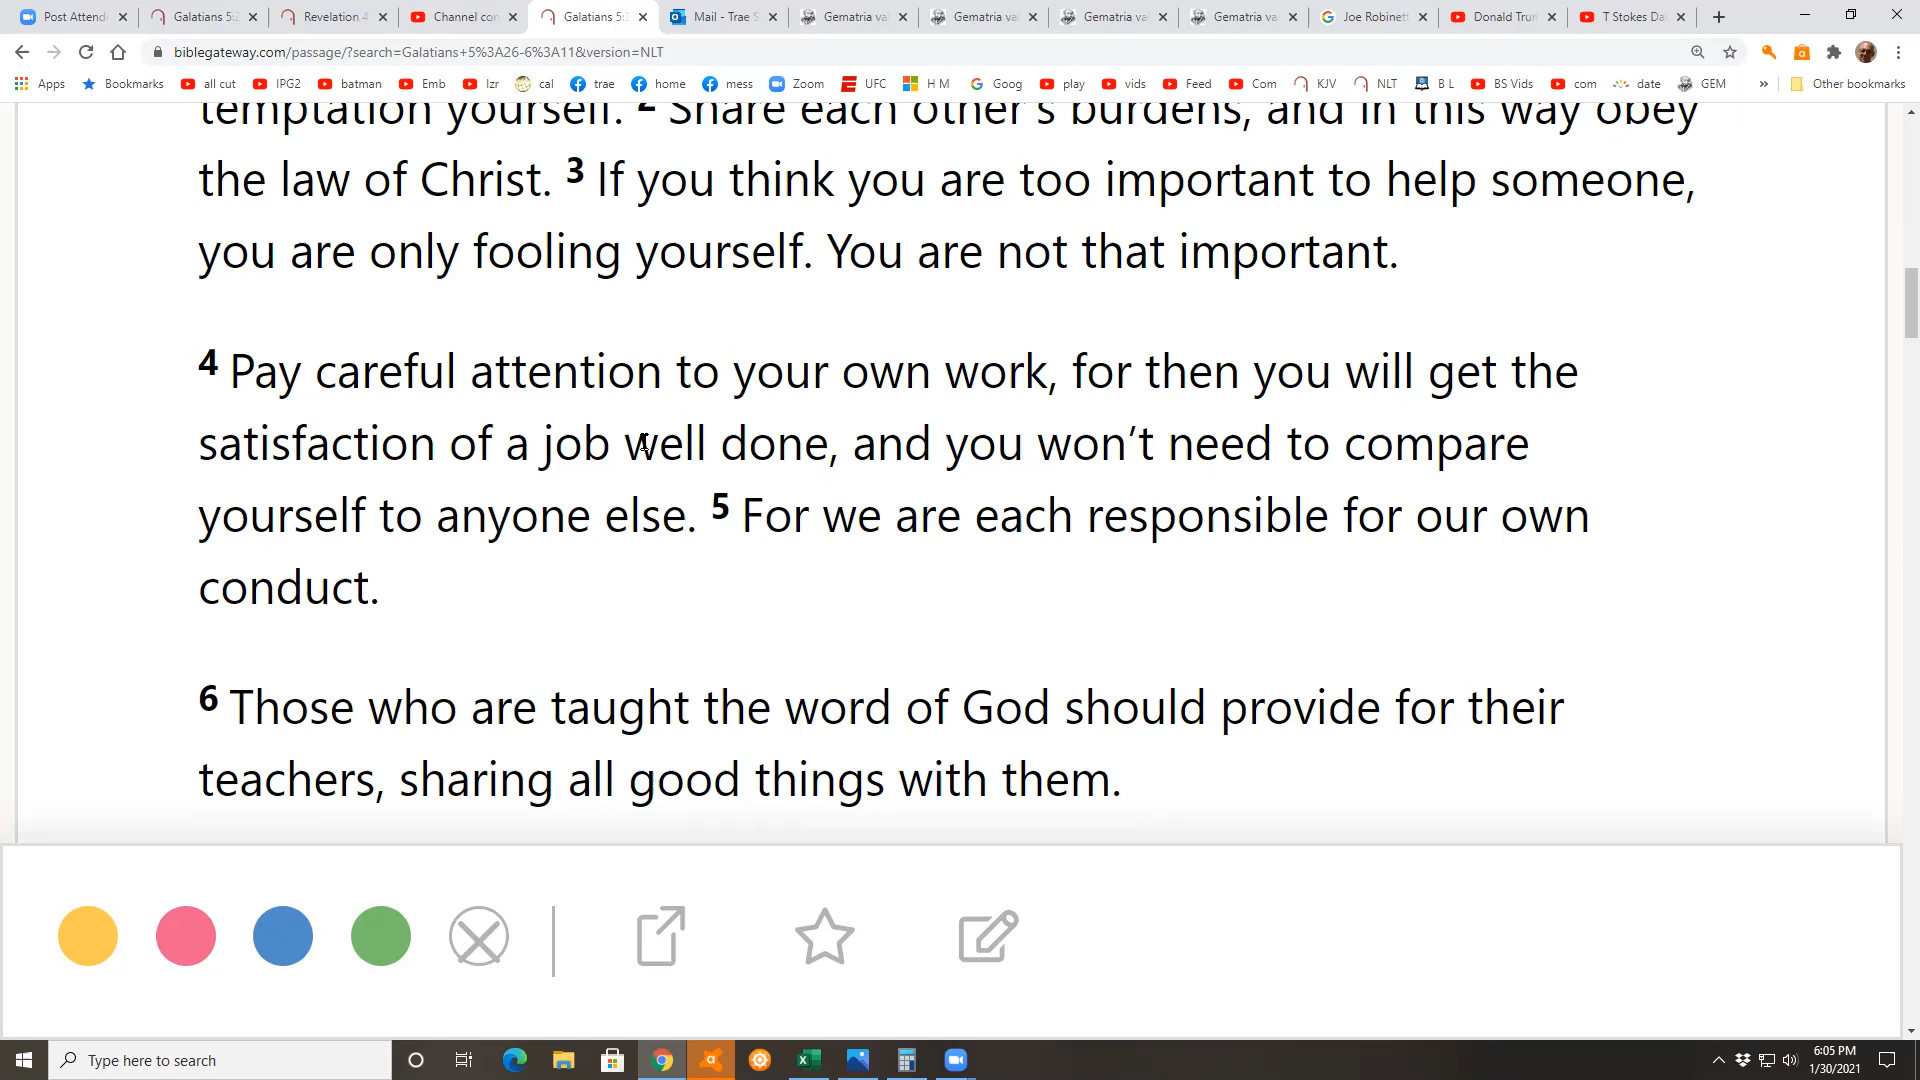 Post Attend
Galatians 5:2
Revelation 4
Channel con
Galatians 5:2
Mail - Trae S
Gematria va
Gematria va
Gematria va
Gematria va
Joe Robinett
Donald Trun
T Stokes Dai
biblegateway.com/passage/?search=Galatians+5%3A26-6%3A11&version=NLT
Apps
Bookmarks
all cut
IPG2
batman
Emb
Izr
cal
trae
home
mess
Zoom
UFC
H M
Goog
play
vids
Feed
Com
KJV
NLT
B L
BS Vids
com
date
GEM
»
Other bookmarks
temptation yourself. 2 Share each other's burdens, and in this way obey
the law of Christ. 3 If you think you are too important to help someone,
you are only fooling yourself. You are not that important.
4 Pay careful attention to your own work, for then you will get the
satisfaction of a job well done, and you won’t need to compare
yourself to anyone else. 5 For we are each responsible for our own
conduct.
6 Those who are taught the word of God should provide for their
teachers, sharing all good things with them.
Type here to search
6:05 PM
1/30/2021